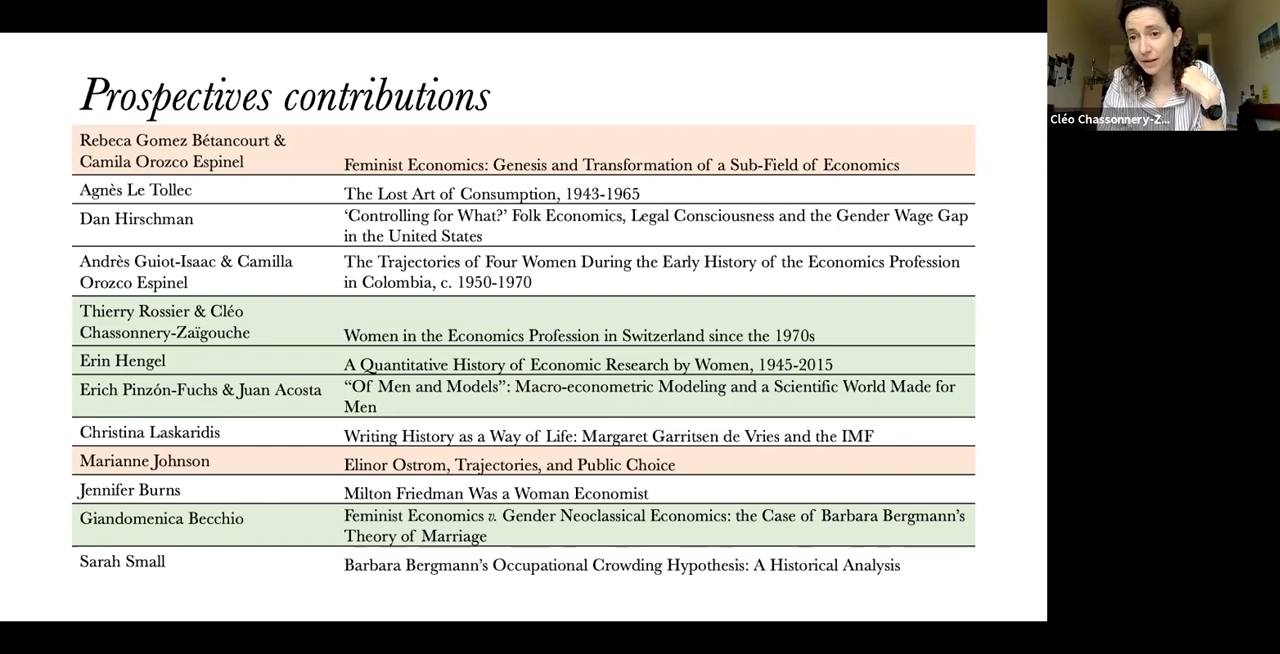 Prospectives contributions
Rebeca Gomez Bétancourt &
Camila Orozco Espinel
Feminist Economics: Genesis and Transformation of a Sub-Field of Economics
Agnès Le Tollec
The Lost Art of Consumption, 1943-1965
Dan Hirschman
‘Controlling for What?’ Folk Economics, Legal Consciousness and the Gender Wage Gap
in the United States
Andrès Guiot-Isaac & Camilla
Orozco Espinel
The Trajectories of Four Women During the Early History of the Economics Profession
in Colombia, c. 1950-1970
Thierry Rossier & Cléo
Chassonnery-Zaïgouche
Women in the Economics Profession in Switzerland since the 1970s
Erin Hengel
A Quantitative History of Economic Research by Women, 1945-2015
Erich Pinzón-Fuchs & Juan Acosta
“Of Men and Models”: Macro-econometric Modeling and a Scientific World Made for
Men
Christina Laskaridis
Writing History as a Way of Life: Margaret Garritsen de Vries and the IMF
Marianne Johnson
Elinor Ostrom, Trajectories, and Public Choice
Jennifer Burns
Milton Friedman Was a Woman Economist
Giandomenica Becchio
Feminist Economics v. Gender Neoclassical Economics: the Case of Barbara Bergmann’s
Theory of Marriage
Sarah Small
Barbara Bergmann’s Occupational Crowding Hypothesis: A Historical Analysis
Cléo Chassonnery-Z...